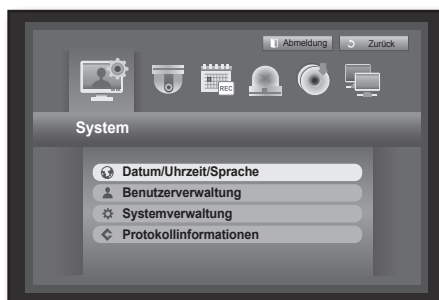 Abmeldung Zurück
REC
System
Datum/Uhrzeit/Sprache
Benutzerverwaltung
Systemverwaltung
Protokollinformationen